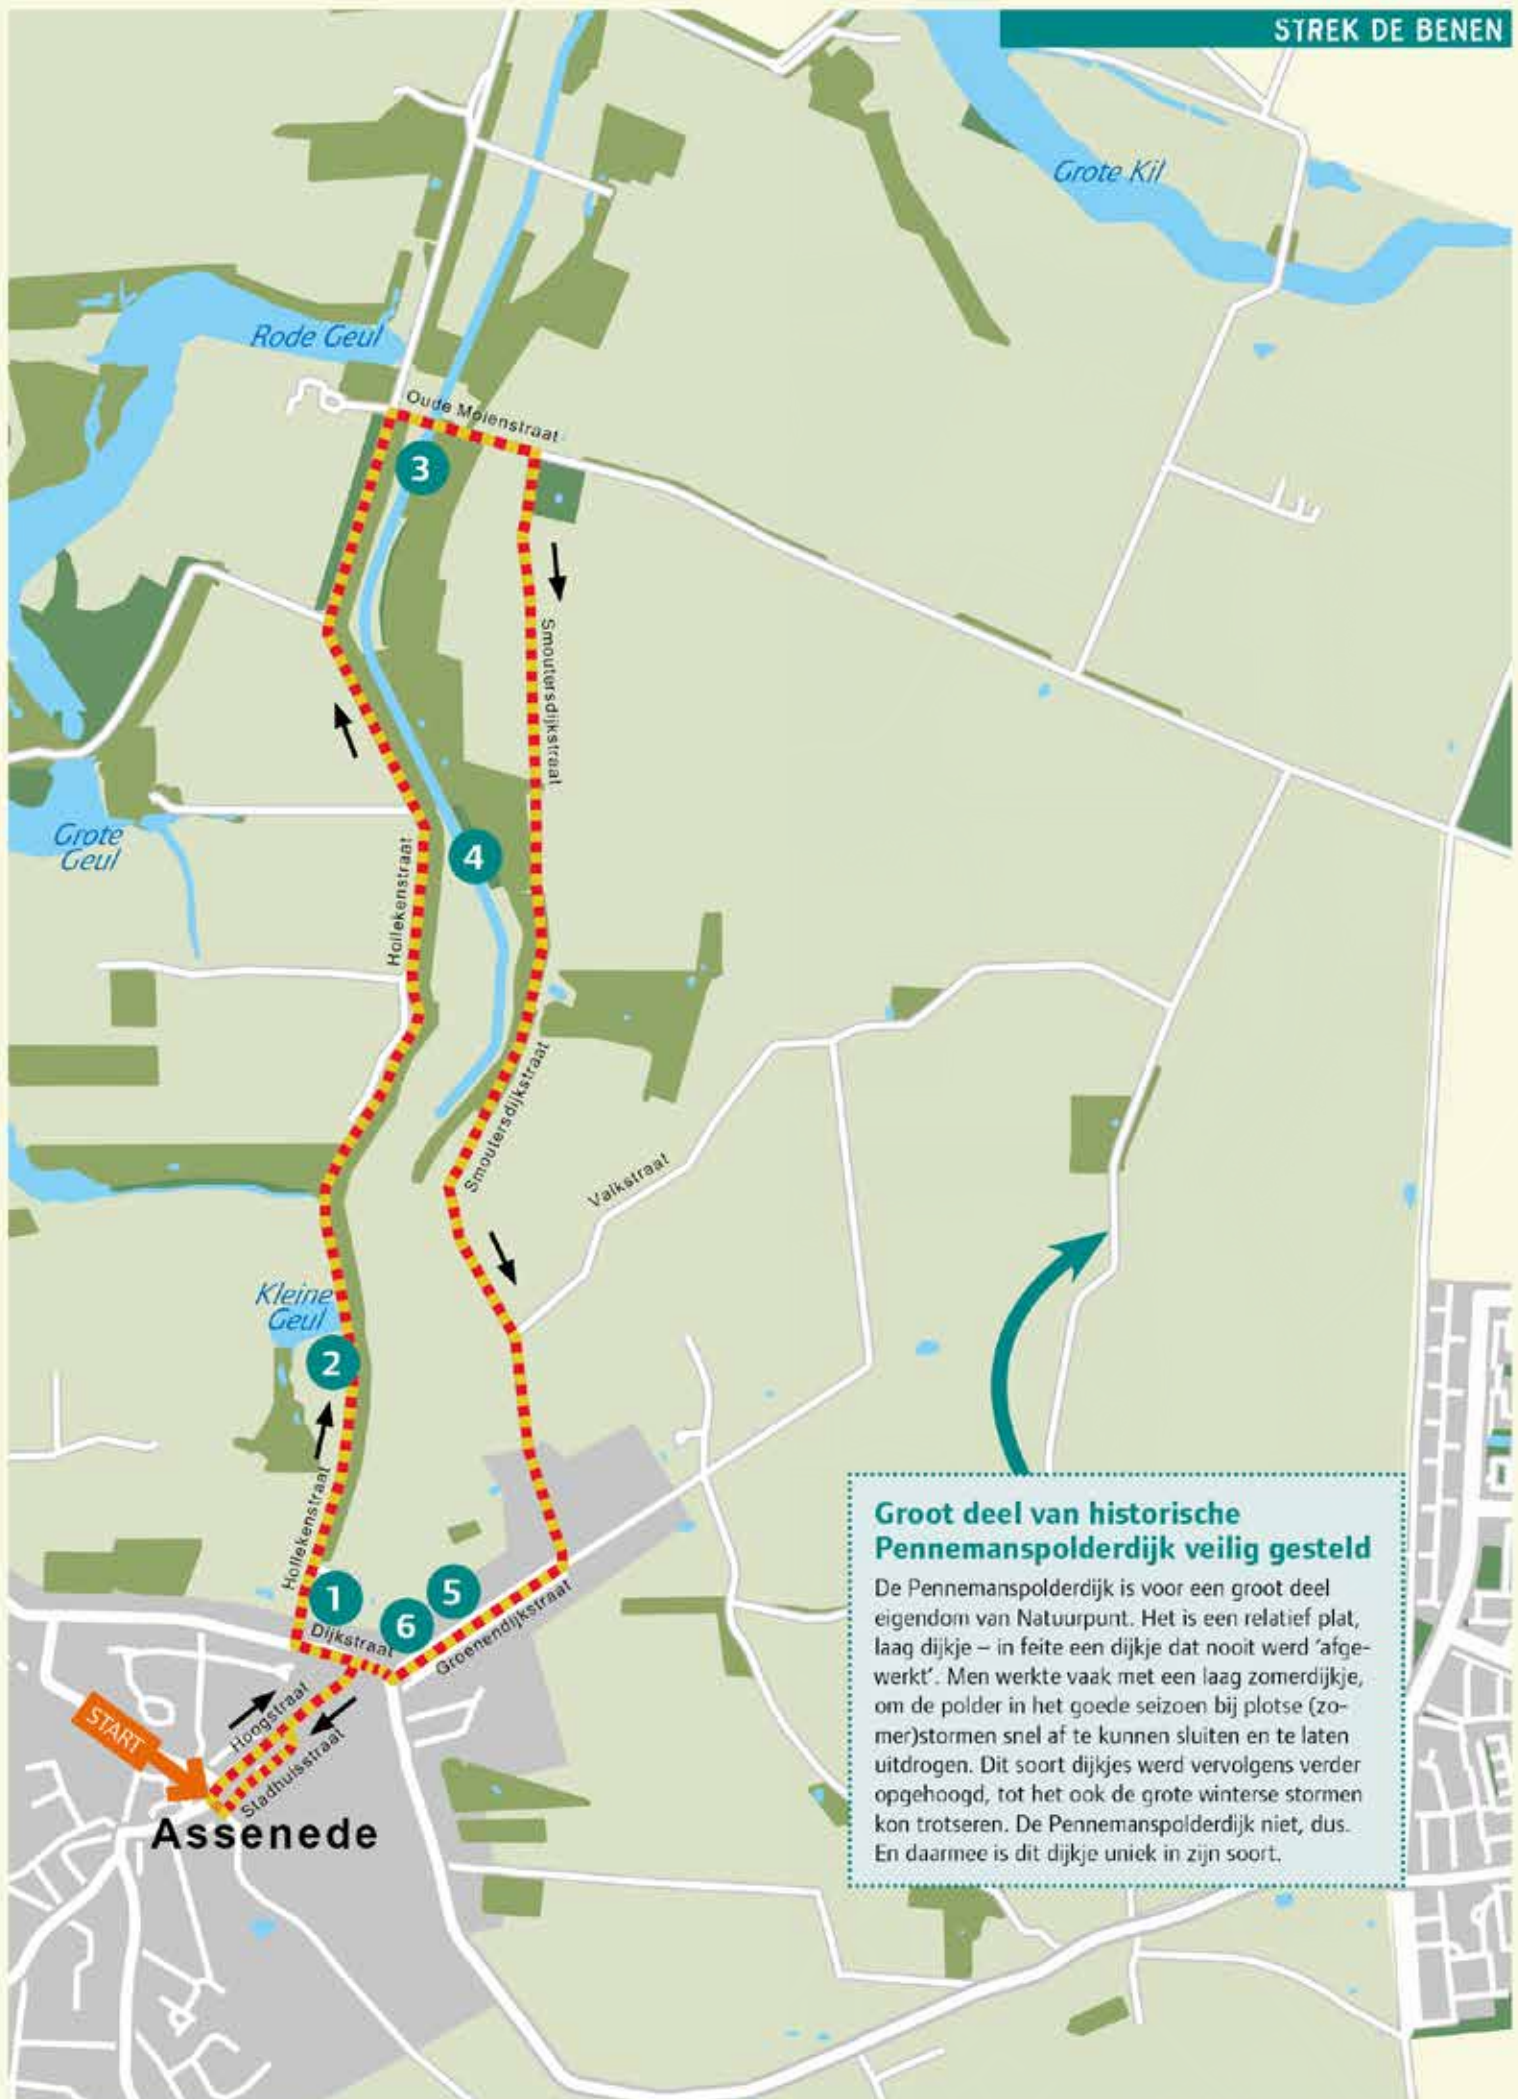 STREK DE BENEN
Grote Kil
Rode Geul
Oude Molenstraat
3
Smoutersdijkstraat
Grote
Geul
4
Hollekenstraat
Smoutersdijkstraat
Valkstraat
Kleine
Geul
2
Hollekenstraat
1
5
6
Dijkstraat
Groenendijkstraat
START
Hoogstraat
Stadhuisstraat
Assenede
Groot deel van historische
Pennemanspolderdijk veilig gesteld
De Pennemanspolderdijk is voor een groot deel
eigendom van Natuurpunt. Het is een relatief plat,
laag dijkje – in feite een dijkje dat nooit werd ‘afge-
werkt’. Men werkte vaak met een laag zomerdijkje,
om de polder in het goede seizoen bij plotse (zo-
mer)stormen snel af te kunnen sluiten en te laten
uitdrogen. Dit soort dijkjes werd vervolgens verder
opgehoogd, tot het ook de grote winterse stormen
kon trotseren. De Pennemanspolderdijk niet, dus.
En daarmee is dit dijkje uniek in zijn soort.